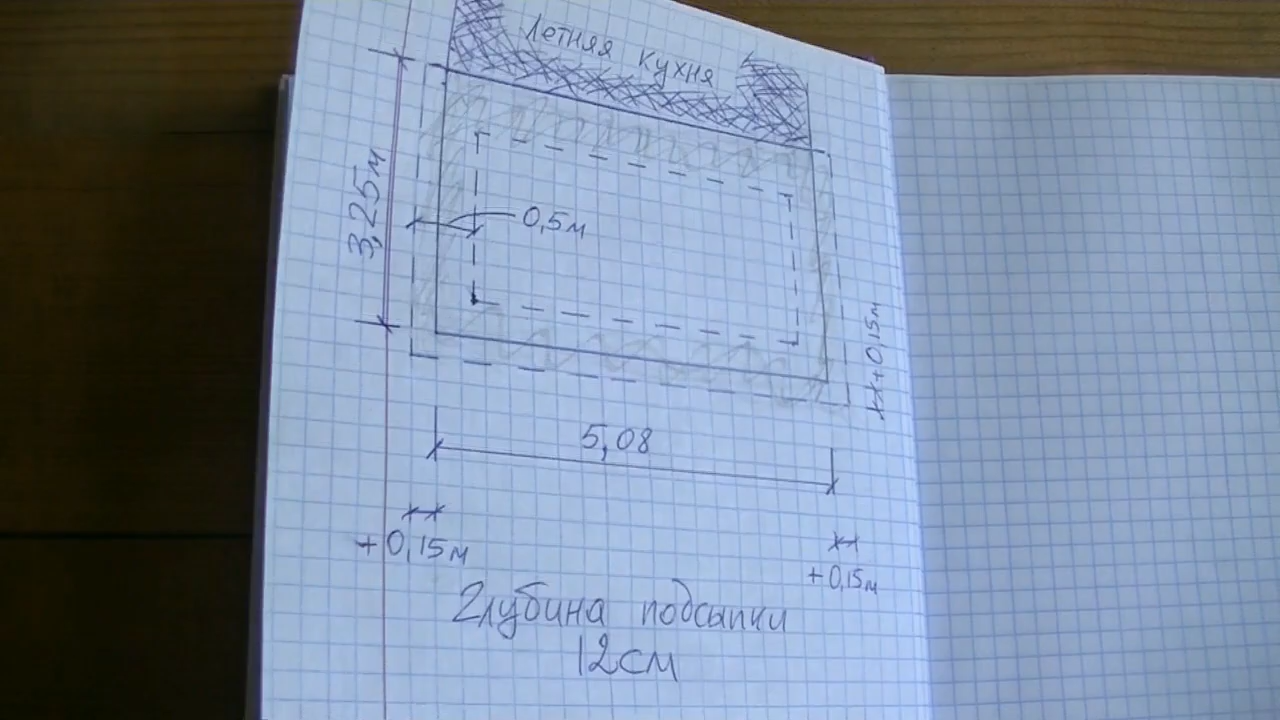 Летняя кухня
3,25м
0,5м
+0,15м
5,08
+0,15м
+0,15м
Глубина подсыпки
12см